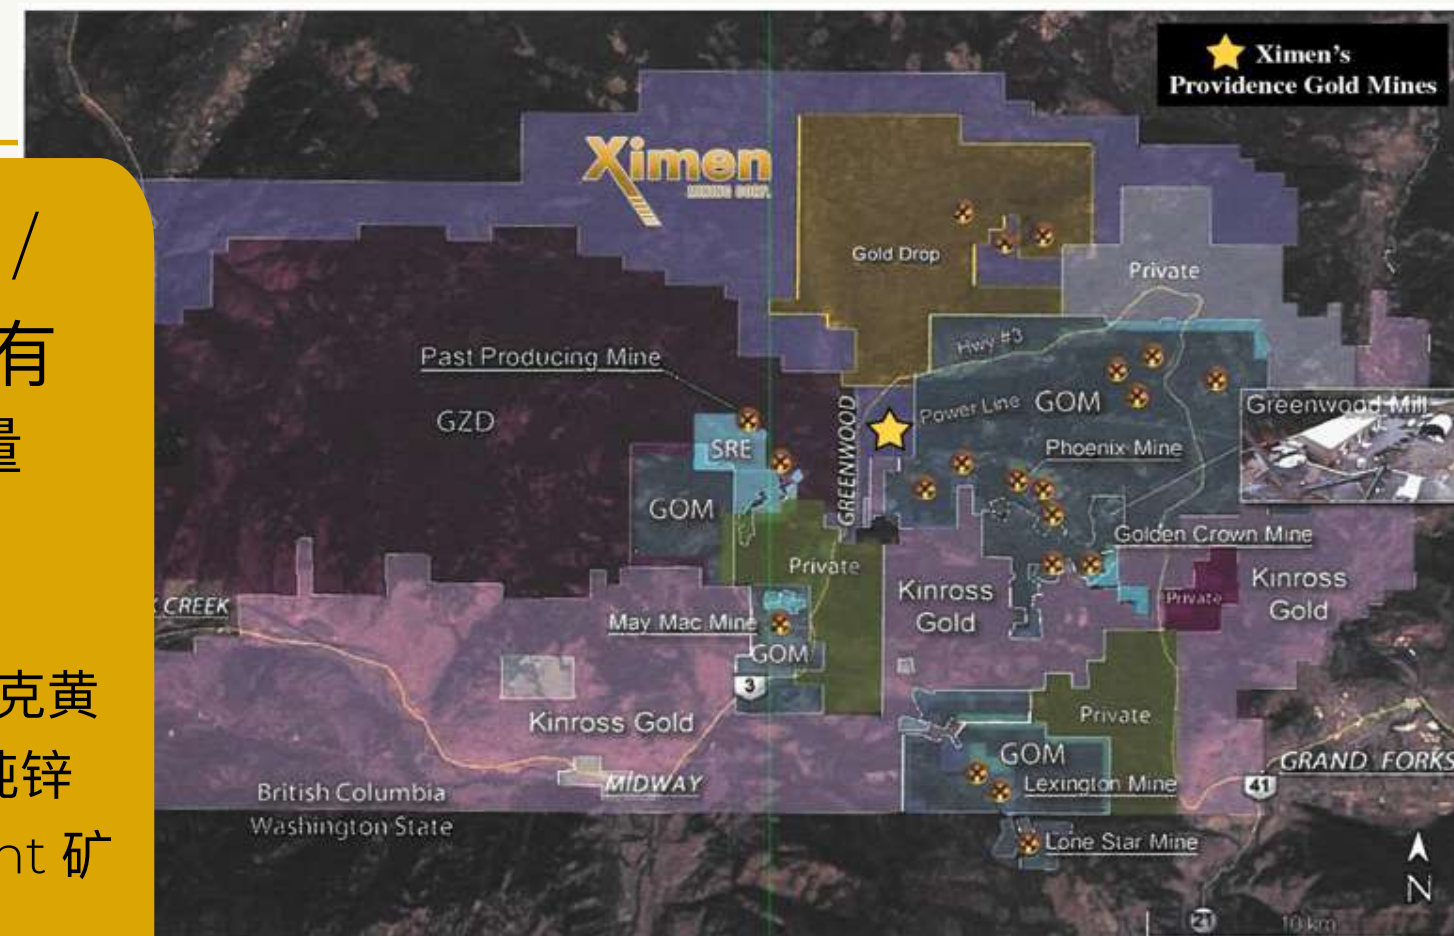 /
有
量
克黄
吨锌
nt 矿
Ximen's
Providence Gold Mines
Ximen
MINING CORP.
Gold Drop
Private
Hwy #3
Past Producing Mine
GZD
Power Line
GOM
Greenwood Mill
GREENWOOD
SRE
Phoenix Mine
GOM
Golden Crown Mine
Private
Kinross
Gold
Kinross
Gold
Private
K CREEK
May Mac Mine
GOM
3
Kinross Gold
Private
GOM
MIDWAY
Lexington Mine
GRAND FORKS
41
British Columbia
Washington State
Lone Star Mine
N
21
10 km